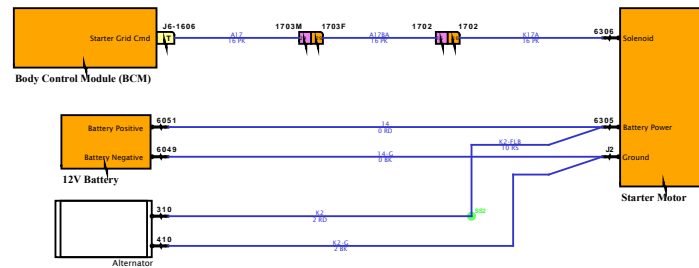 J6-1606
1703M
1703F
1702
1702
6306
Starter Grid Cmd
T
A17
16 PK
A178A
16 PK
K17A
16 PK
Solenoid
Body Control Module (BCM)
6051
14
0 RD
6305
Battery Positive
Battery Power
K2-FLB
10 RS
6049
14-G
0 BK
J2
Battery Negative
Ground
12V Battery
Starter Motor
310
K2
2 RD
410
K2-G
2 BK
Alternator